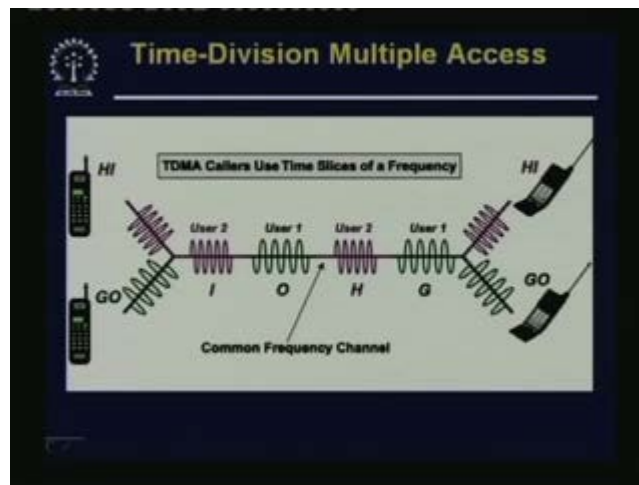 Time-Division Multiple Access
TDMA Callers Use Time Slices of a Frequency
HI
HI
User 2 User 1 User 2 User 1
GO
GO
I O H G
Common Frequency Channel